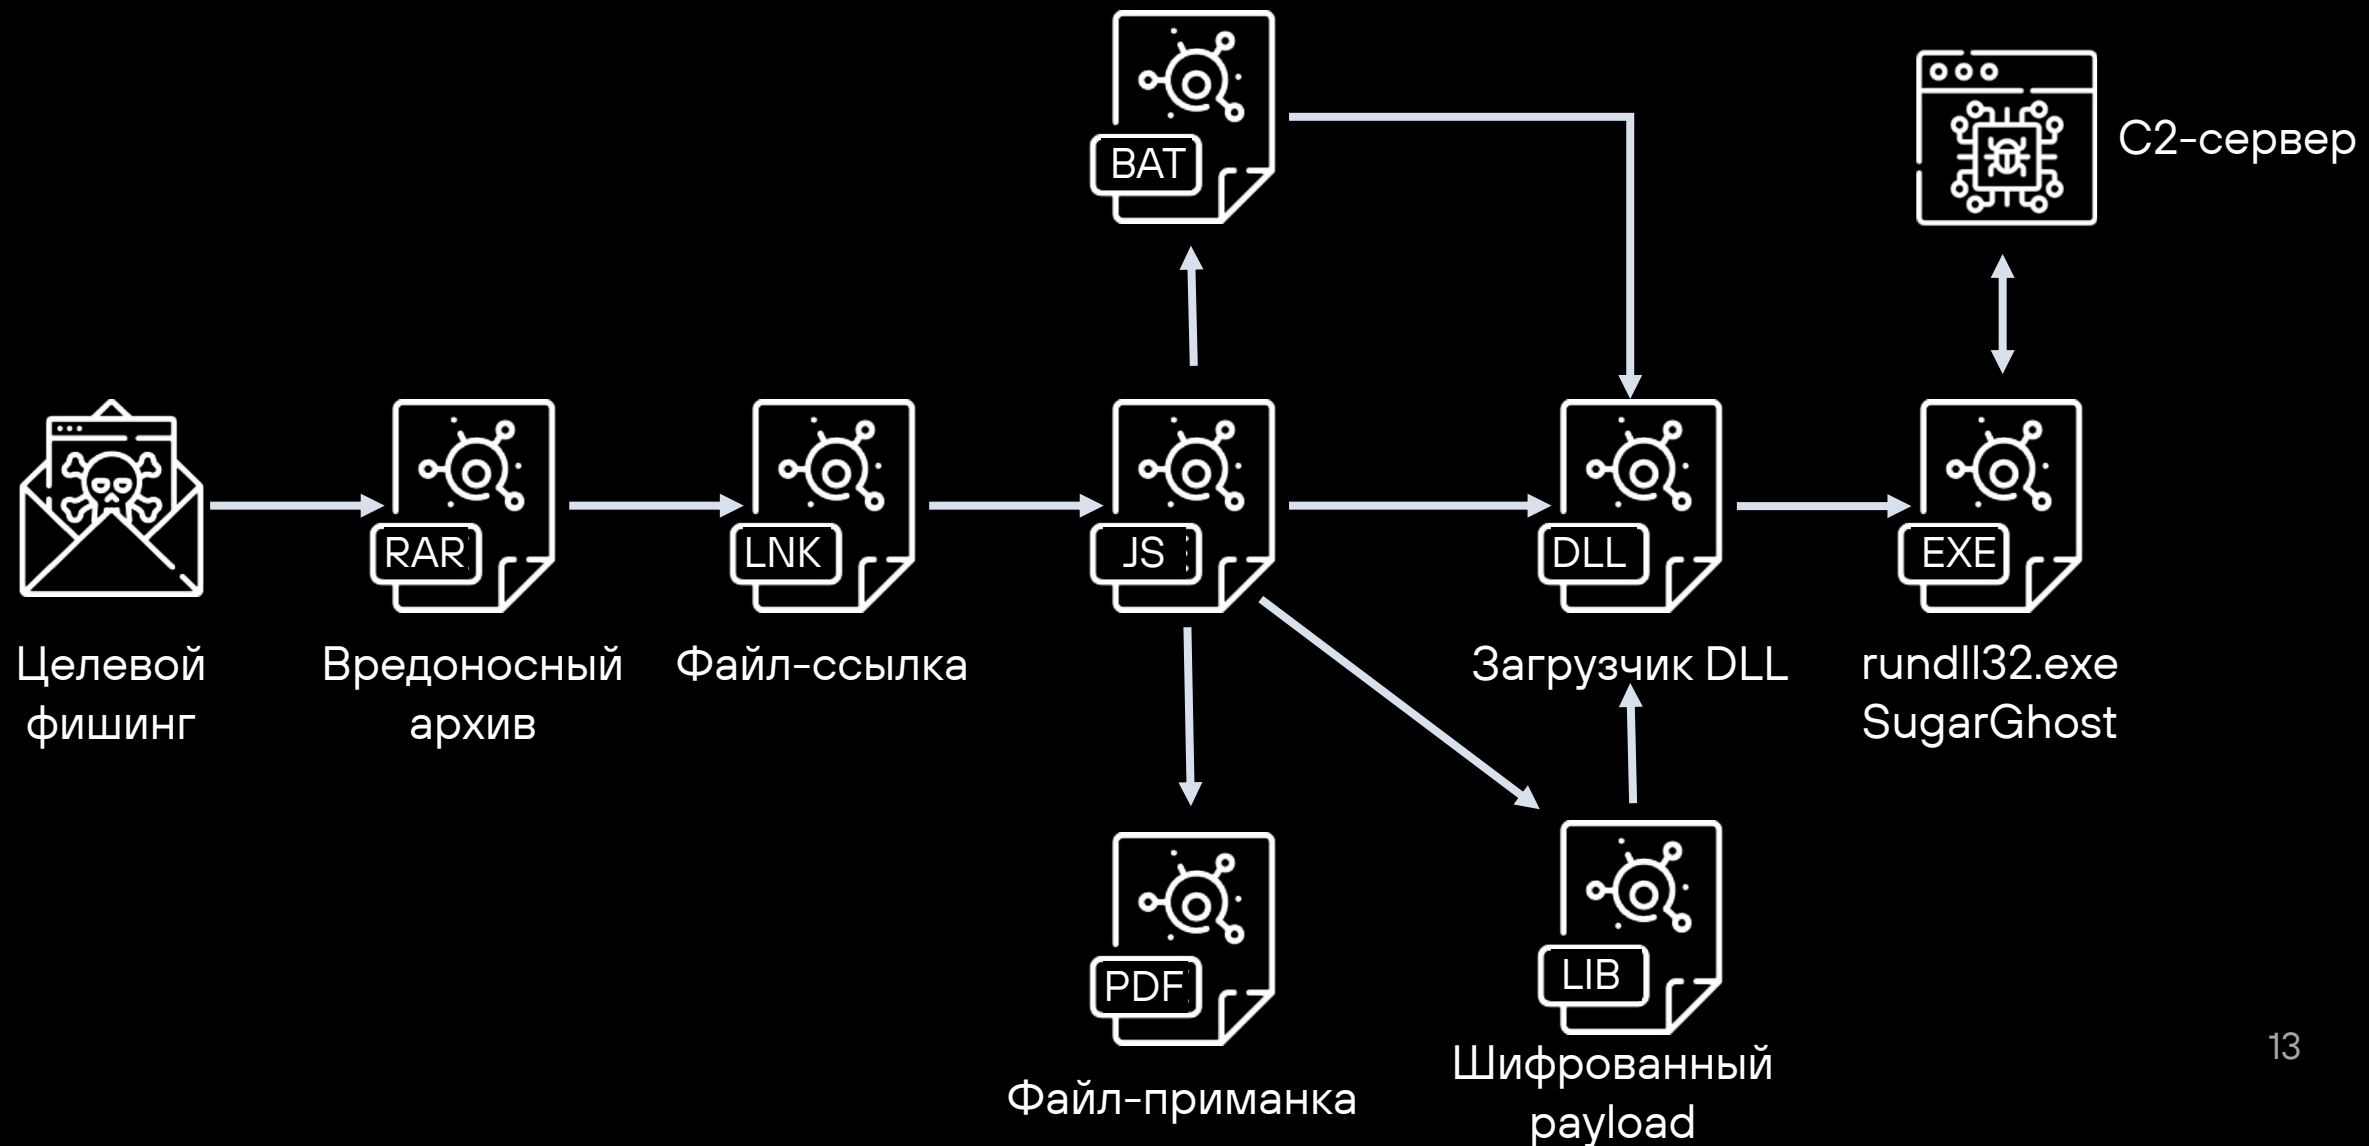 BAT
C2-сервер
RAR
LNK
JS
DLL
EXE
Целевой
фишинг
Вредоносный
архив
Файл-ссылка
Загрузчик DLL
rundll32.exe
SugarGhost
PDF
LIB
Файл-приманка
Шифрованный
payload
13